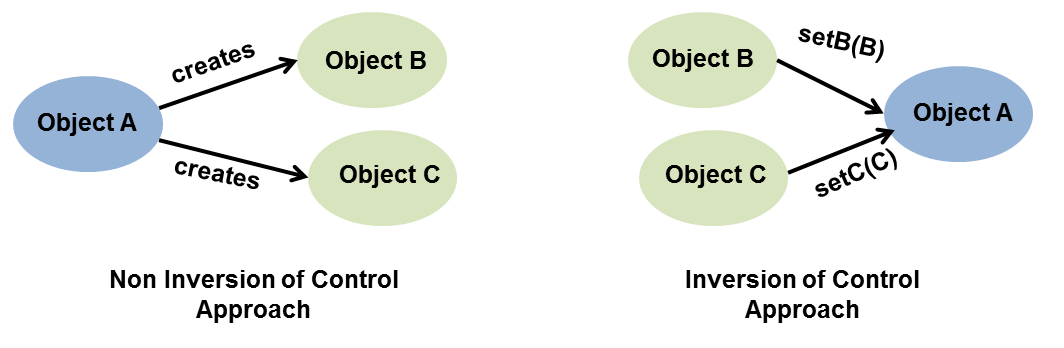 creates
Object B
Object A
creates
Object C
Non Inversion of Control
Approach
setB(B)
Object B
Object A
Object C
setC(C)
Inversion of Control
Approach